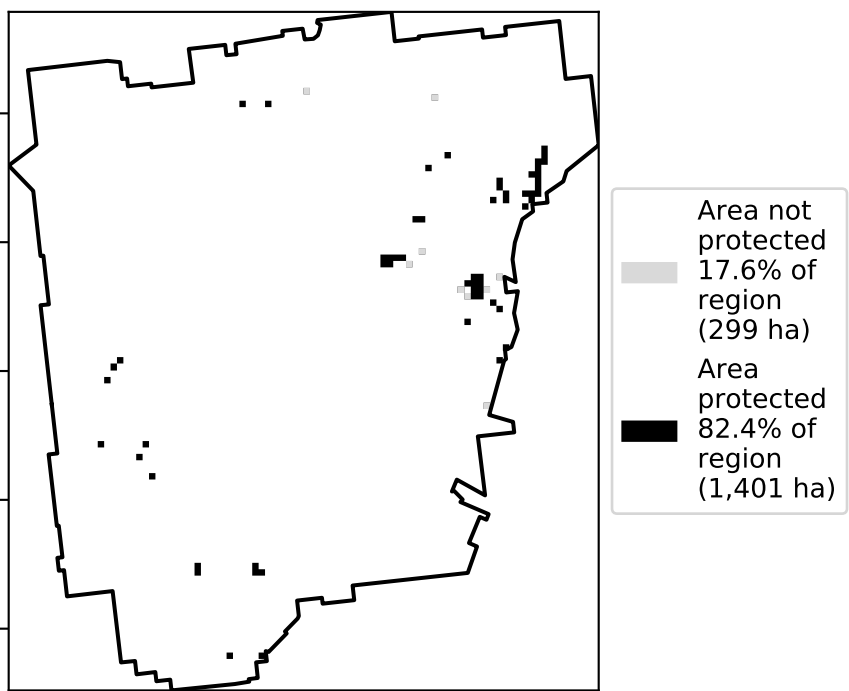 Area not
protected
17.6% of
region
(299 ha)
Area
protected
82.4% of
region
(1,401 ha)